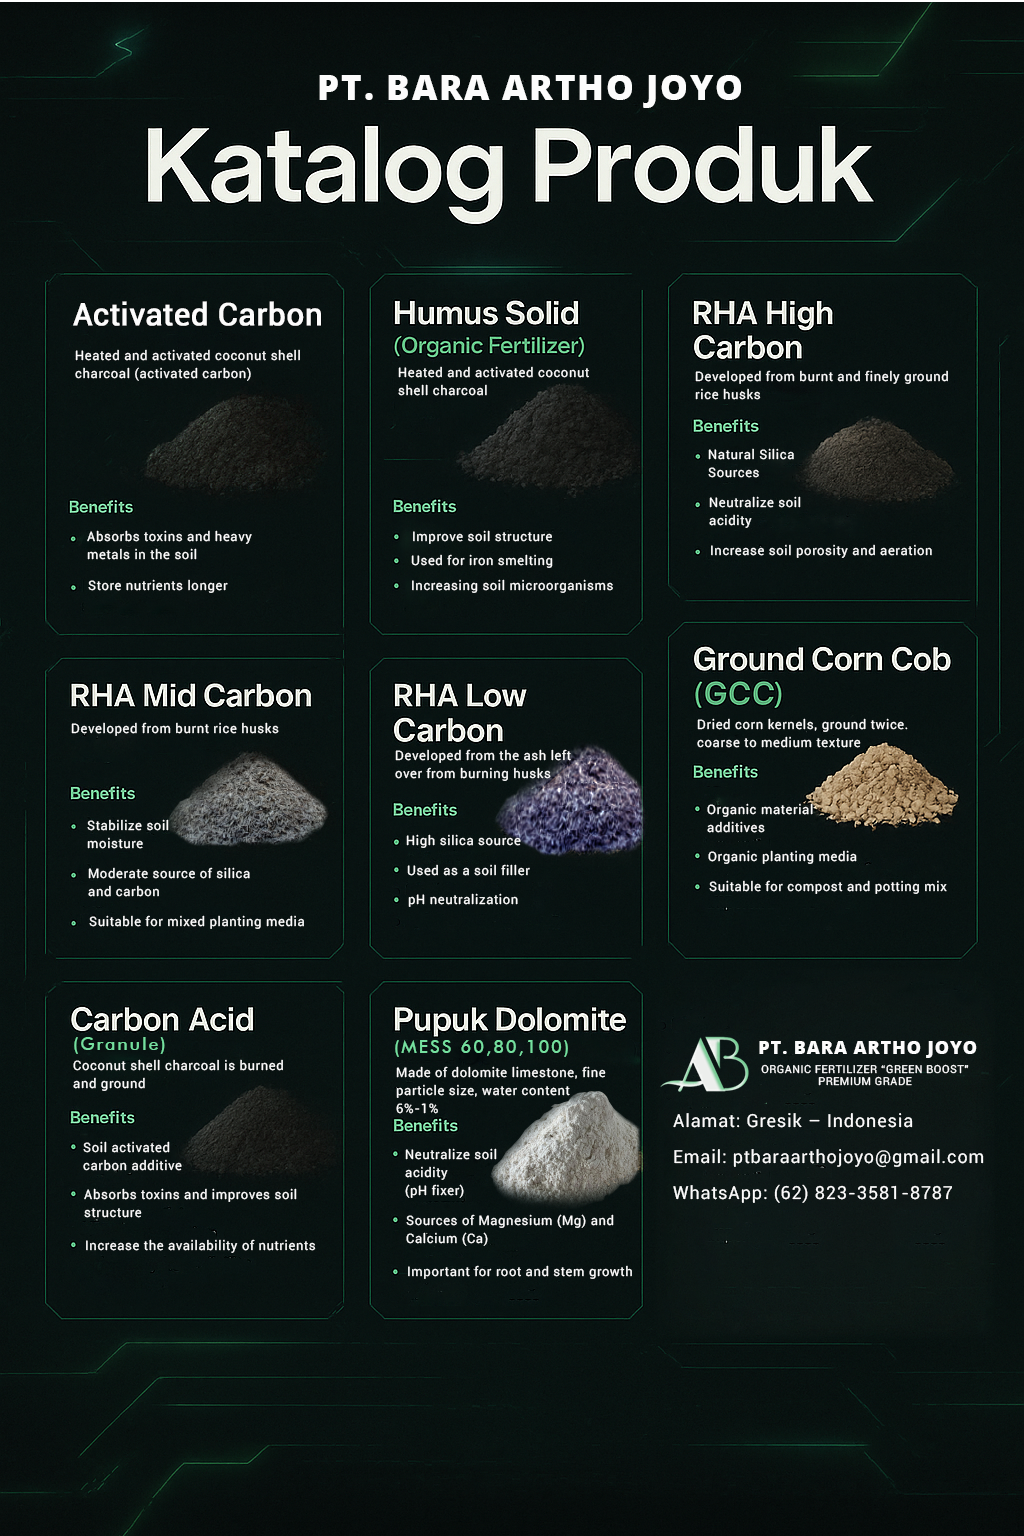 PT. BARA ARTHO JOYO
Katalog Produk
Activated Carbon
Heated and activated coconut shell
charcoal (activated carbon)
Benefits
Absorbs toxins and heavy
metals in the soil
Store nutrients longer
Humus Solid
(Organic Fertilizer)
Heated and activated coconut
shell charcoal
Benefits
Improve soil structure
Used for iron smelting
Increasing soil microorganisms
RHA High
Carbon
Developed from burnt and finely ground
rice husks
Benefits
Natural Silica
Sources
Neutralize soil
acidity
Increase soil porosity and aeration
RHA Mid Carbon
Developed from burnt rice husks
Benefits
Stabilize soil
moisture
Moderate source of silica
and carbon
Suitable for mixed planting media
RHA Low
Carbon
Developed from the ash left
over from burning husks
Benefits
High silica source
Used as a soil filler
pH neutralization
Ground Corn Cob
(GCC)
Dried corn kernels, ground twice.
coarse to medium texture
Benefits
Organic material
additives
Organic planting media
Suitable for compost and potting mix
Carbon Acid
(Granule)
Coconut shell charcoal is burned
and ground
Benefits
Soil activated
carbon additive
Absorbs toxins and improves soil
structure
Increase the availability of nutrients
Pupuk Dolomite
(MESS 60,80,100)
Made of dolomite limestone, fine
particle size, water content
6%-1%
Benefits
Neutralize soil
acidity
(pH fixer)
Sources of Magnesium (Mg) and
Calcium (Ca)
Important for root and stem growth
AB
PT. BARA ARTHO JOYO
ORGANIC FERTILIZER “GREEN BOOST”
PREMIUM GRADE
Alamat: Gresik – Indonesia
Email: ptbaraarthojoyo@gmail.com
WhatsApp: (62) 823-3581-8787